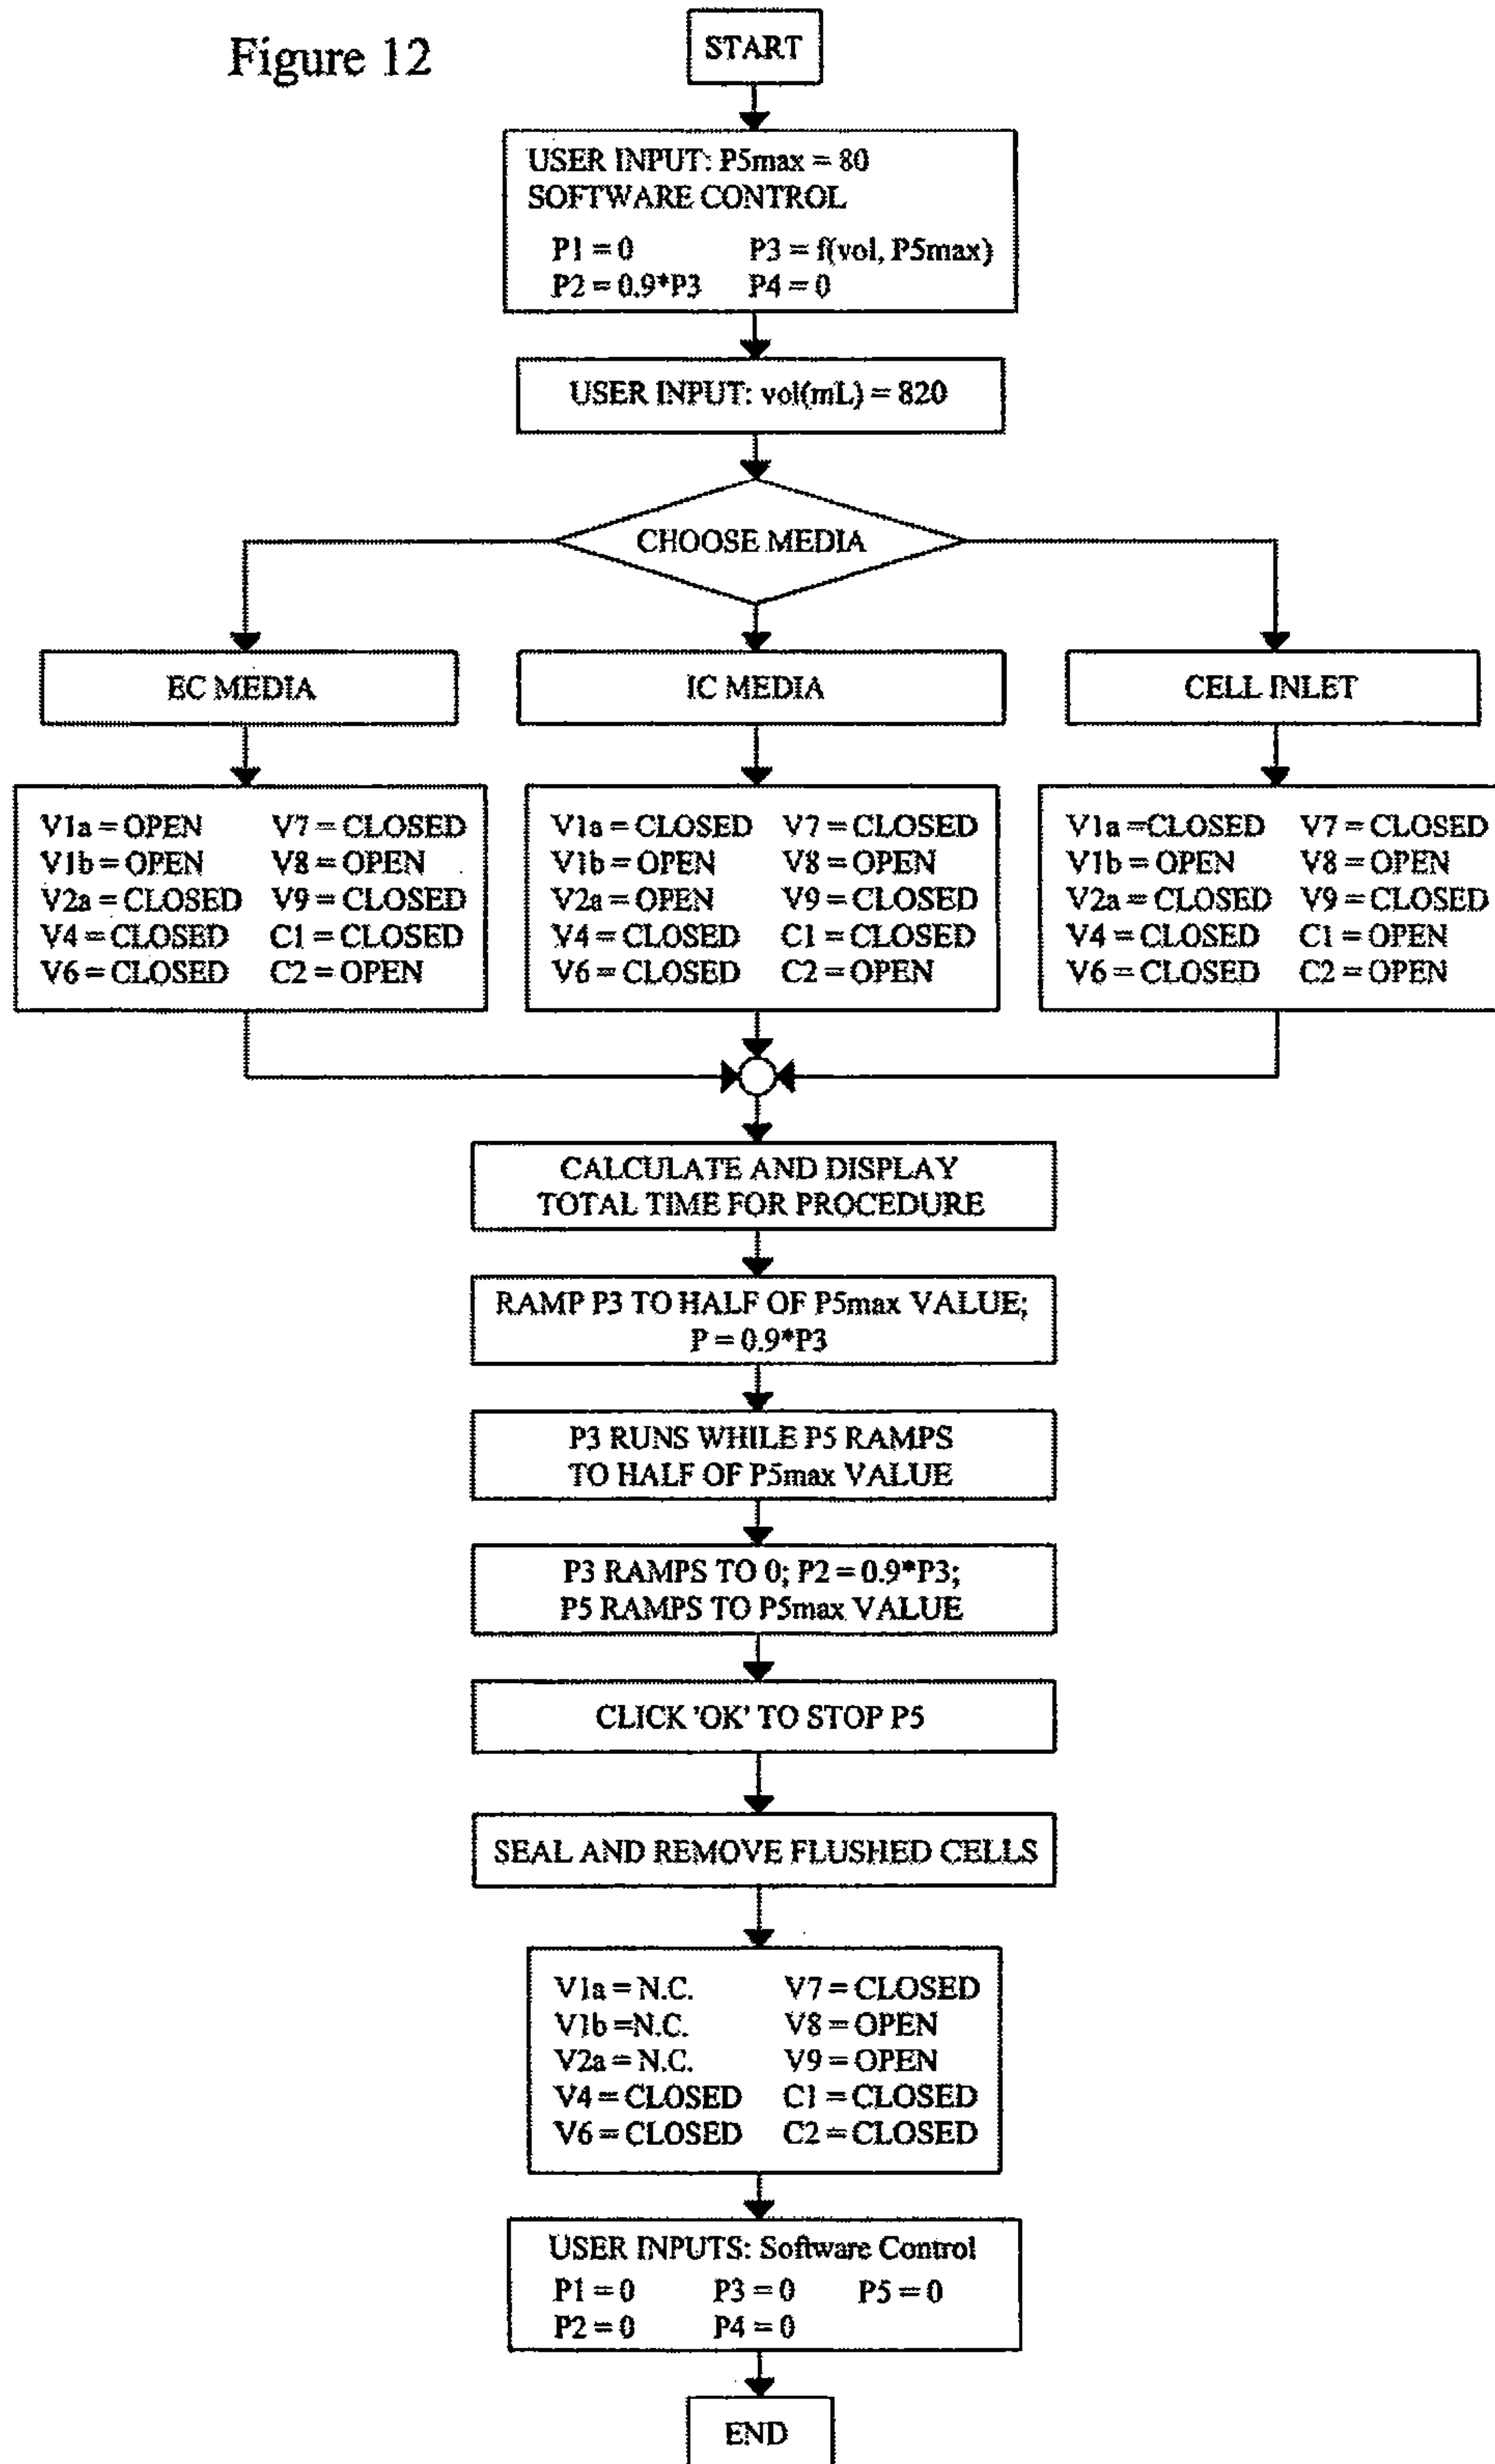 Figure 12
START
USER INPUT: P5max = 80
SOFTWARE CONTROL
P1 = 0 P3 = f(vol, P5max)
P2 = 0.9*P3 P4 = 0
USER INPUT: vol(mL) = 820
CHOOSE MEDIA
EC MEDIA
IC MEDIA
CELL INLET
V1a = OPEN V7 = CLOSED
V1b = OPEN V8 = OPEN
V2a = CLOSED V9 = CLOSED
V4 = CLOSED C1 = CLOSED
V6 = CLOSED C2 = OPEN
V1a = CLOSED V7 = CLOSED
V1b = OPEN V8 = OPEN
V2a = OPEN V9 = CLOSED
V4 = CLOSED C1 = CLOSED
V6 = CLOSED C2 = OPEN
V1a =CLOSED V7 = CLOSED
V1b = OPEN V8 = OPEN
V2a = CLOSED V9 = CLOSED
V4 = CLOSED C1 = OPEN
V6 = CLOSED C2 = OPEN
CALCULATE AND DISPLAY
TOTAL TIME FOR PROCEDURE
RAMP P3 TO HALF OF P5max VALUE;
P = 0.9*P3
P3 RUNS WHILE P5 RAMPS
TO HALF OF P5max VALUE
P3 RAMPS TO 0; P2 = 0.9*P3;
P5 RAMPS TO P5max VALUE
CLICK 'OK' TO STOP P5
SEAL AND REMOVE FLUSHED CELLS
V1a = N.C. V7 = CLOSED
V1b =N.C. V8 = OPEN
V2a = N.C. V9 = OPEN
V4 = CLOSED C1 = CLOSED
V6 = CLOSED C2 = CLOSED
USER INPUTS: Software Control
P1 = 0 P3 = 0 P5 = 0
P2 = 0 P4 = 0
END